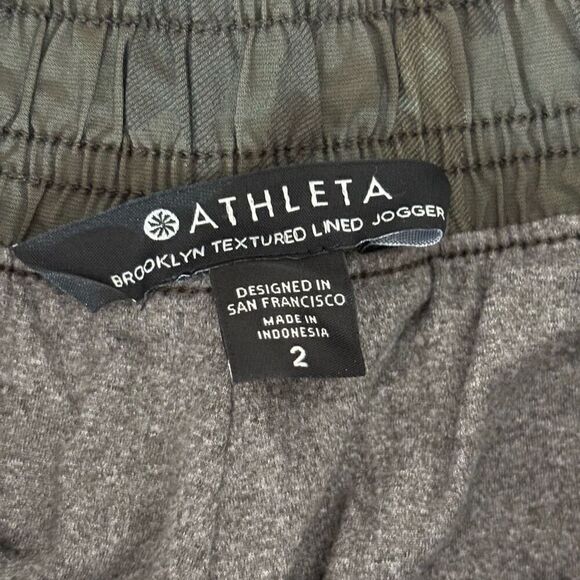 ATHLETA
BROOKLYN TEXTURED LINED JOGGER
DESIGNED IN
SAN FRANCISCO
MADE IN
INDONESIA
2